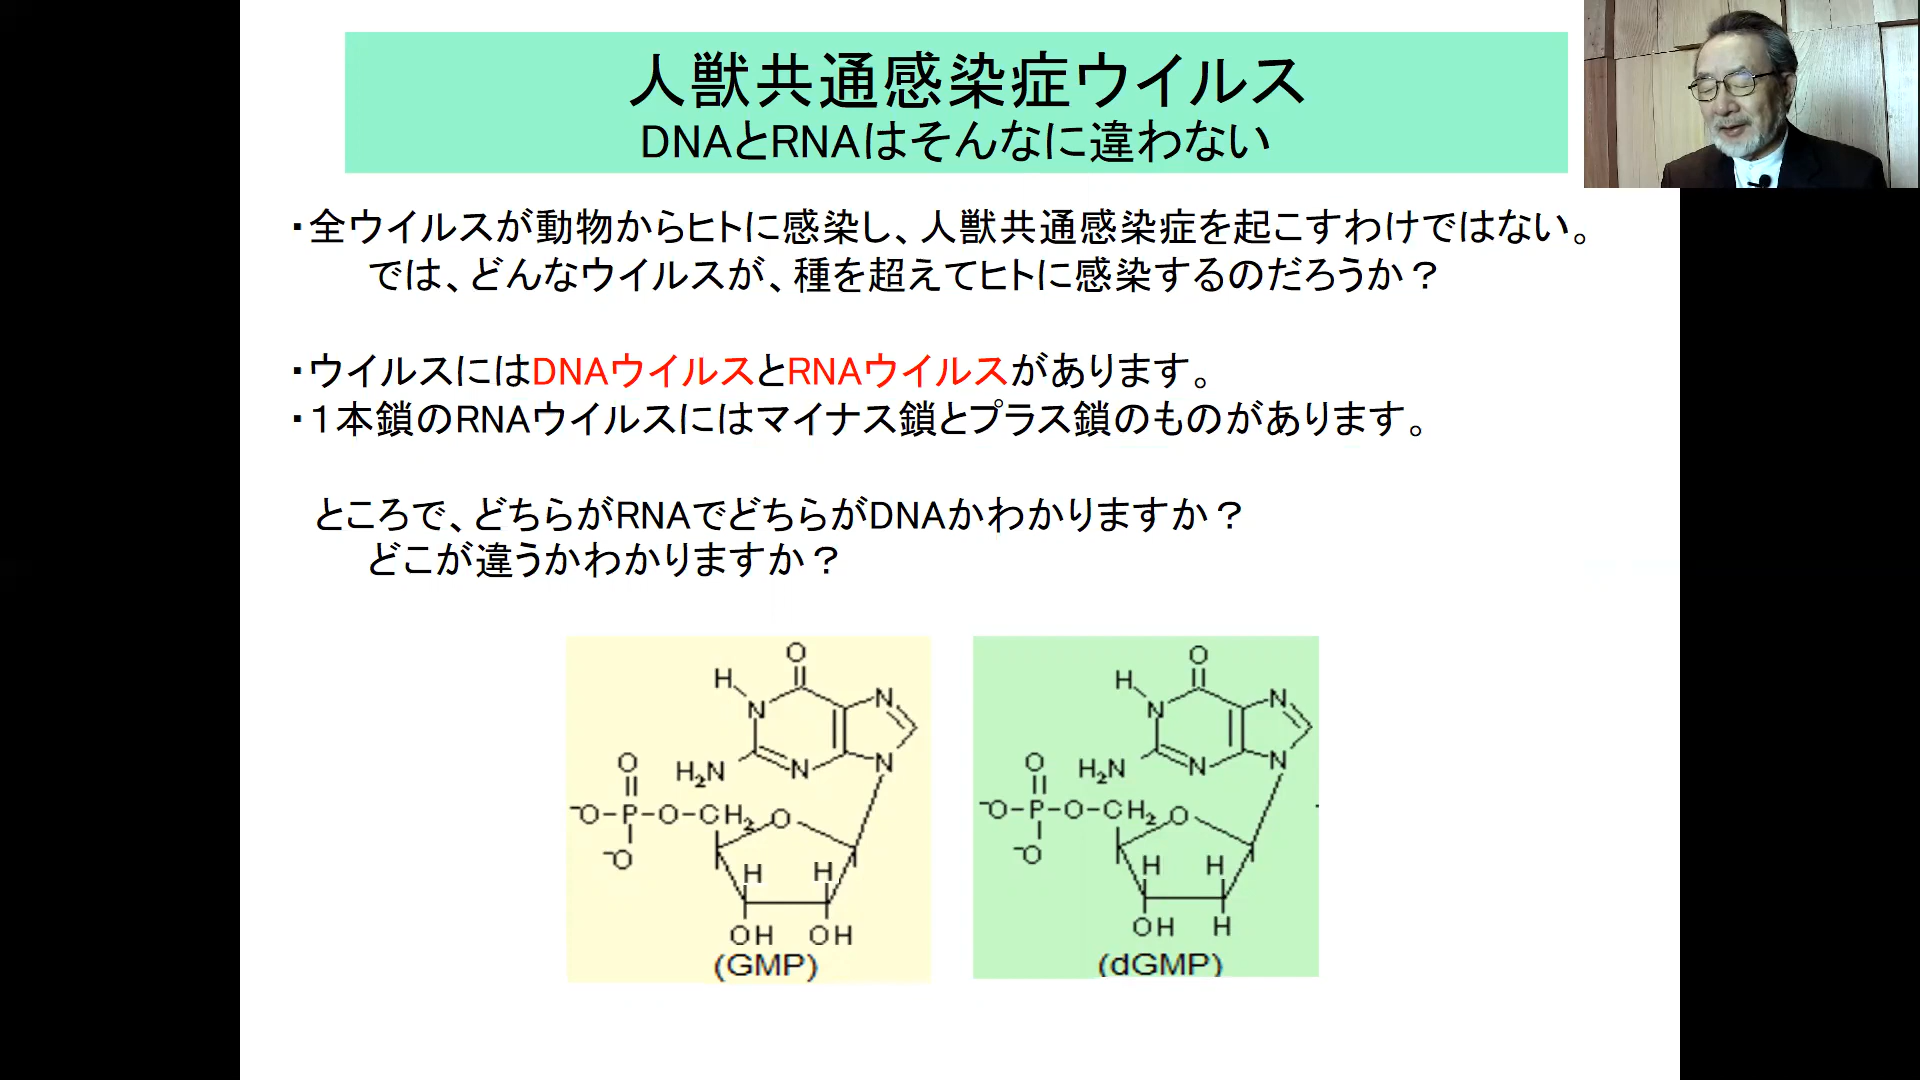 人獣共通感染症ウイルス
DNAとRNAはそんなに違わない
・全ウイルスが動物からヒトに感染し、人獣共通感染症を起こすわけではない。
では、どんなウイルスが、種を超えてヒトに感染するのだろうか？
・ウイルスにはDNAウイルスとRNAウイルスがあります。
・１本鎖のRNAウイルスにはマイナス鎖とプラス鎖のものがあります。
ところで、どちらがRNAでどちらがDNAかわかりますか？
どこが違うかわかりますか？
O
H
N
N
H₂N
N
N
O
⁻O-P-O-CH₂
O
⁻O
H H
OH OH
(GMP)
O
H
N
N
H₂N
N
N
O
⁻O-P-O-CH₂
O
⁻O
H H
OH H
(dGMP)